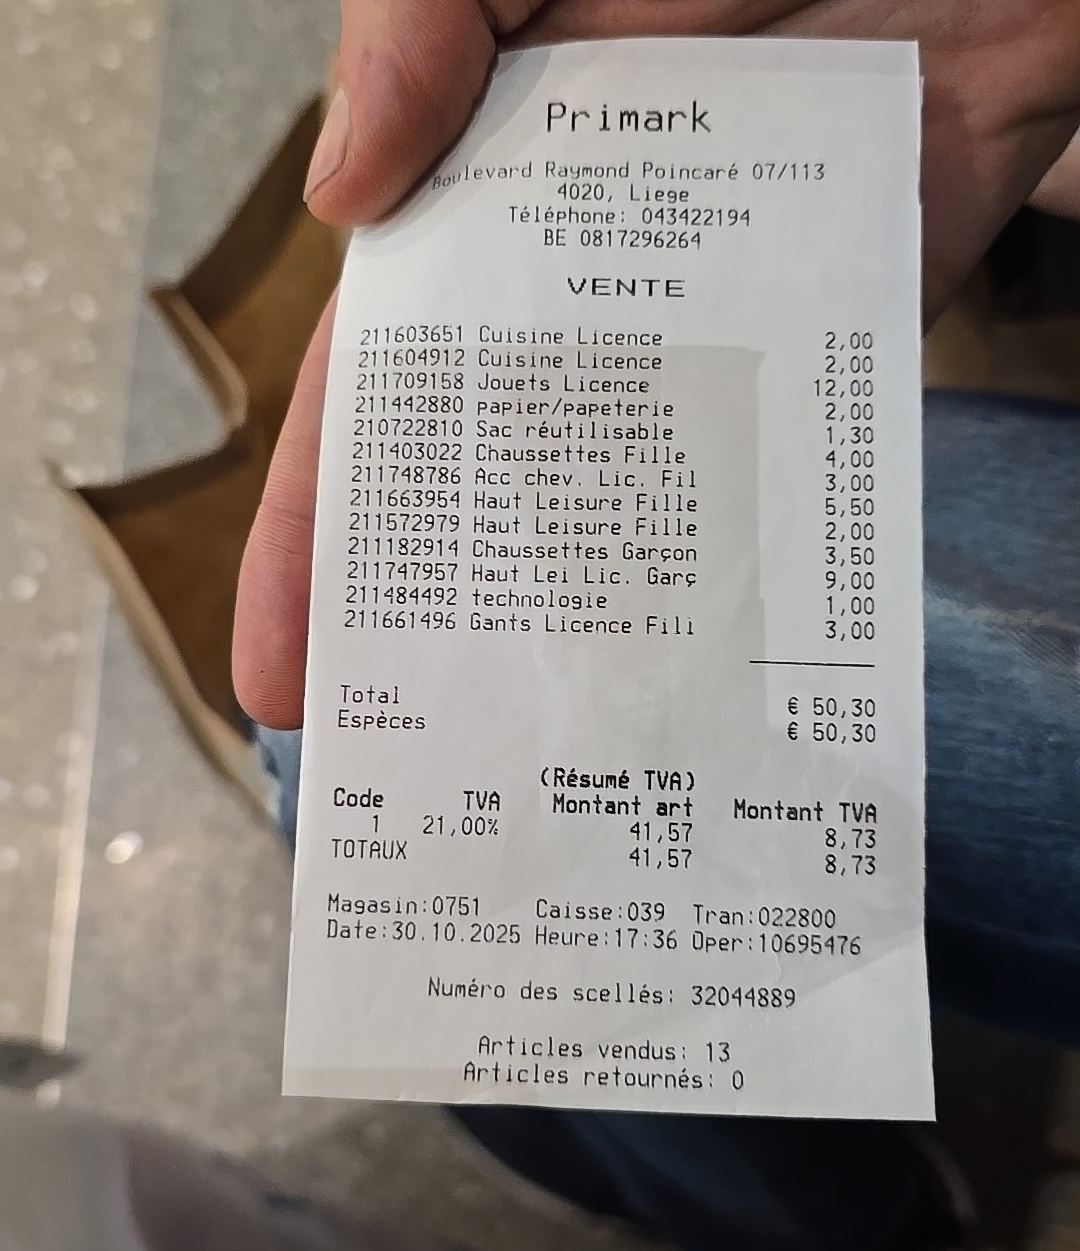 Primark
Boulevard Raymond Poincaré 07/113
4020, Liege
Téléphone: 043422194
BE 0817296264
VENTE
211603651 Cuisine Licence 2,00
211604912 Cuisine Licence 2,00
211709158 Jouets Licence 12,00
211442880 papier/papeterie 2,00
210722810 Sac réutilisable 1,30
211403022 Chaussettes Fille 4,00
211748786 Acc chev. Lic. Fil 3,00
211663954 Haut Leisure Fille 5,50
211572979 Haut Leisure Fille 2,00
211182914 Chaussettes Garçon 3,50
211747957 Haut Lei Lic. Garç 9,00
211484492 technologie 1,00
211661496 Gants Licence Fill 3,00
Total € 50,30
Espèces € 50,30
(Résumé TVA)
Code TVA Montant art Montant TVA
1 21,00% 41,57 8,73
TOTAUX 41,57 8,73
Magasin:0751 Caisse:039 Tran:022800
Date:30.10.2025 Heure:17:36 Oper:10695476
Numéro des scellés: 32044889
Articles vendus: 13
Articles retournés: 0